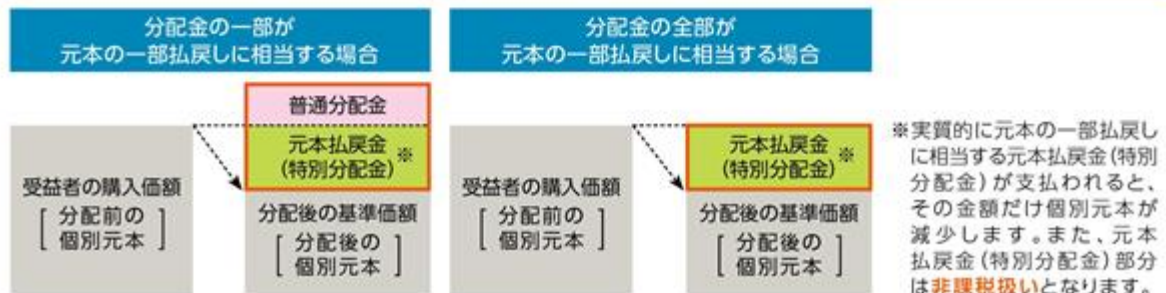 分配金の一部が
元本の一部払戻しに相当する場合
普通分配金
元本払戻金
(特別分配金)※
受益者の購入価額
[分配前の
個別元本]
分配後の基準価額
[分配後の
個別元本]
分配金の全部が
元本の一部払戻しに相当する場合
元本払戻金
(特別分配金)※
受益者の購入価額
[分配前の
個別元本]
分配後の基準価額
[分配後の
個別元本]
※実質的に元本の一部払戻し
に相当する元本払戻金(特別
分配金)が支払われると、
その金額だけ個別元本が
減少します。また、元本
払戻金(特別分配金)部分
は非課税扱いとなります。